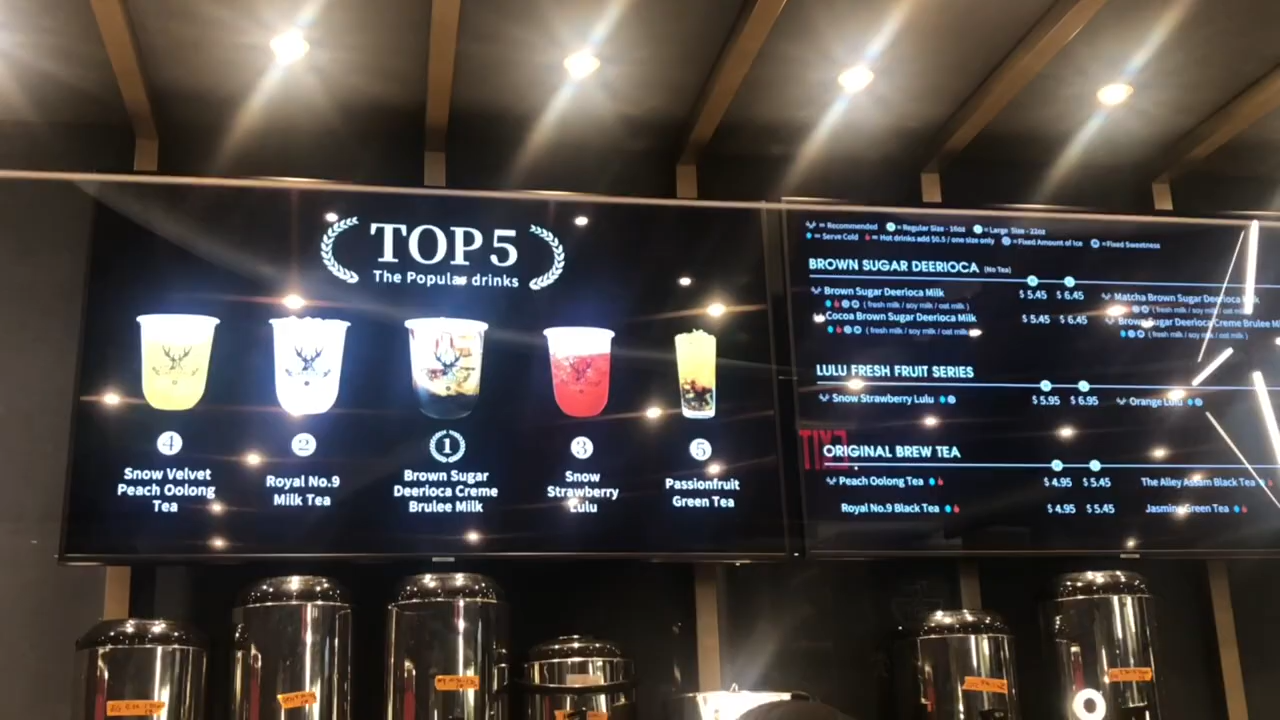 TOP 5
The Popular drinks
4
Snow Velvet
Peach Oolong
Tea
2
Royal No.9
Milk Tea
1
Brown Sugar
Deerioca Creme
Brulee Milk
3
Snow
Strawberry
Lulu
5
Passionfruit
Green Tea
= Recommended = Regular Size - 16oz = Large Size - 22oz
= Serve Cold = Hot drinks add $0.5 / one size only = Fixed Amount of Ice = Fixed Sweetness
BROWN SUGAR DEERIOCA (No Tea)
Brown Sugar Deerioca Milk $ 5.45 $ 6.45 Matcha Brown Sugar Deerioca Milk
( fresh milk / soy milk / oat milk ) ( fresh milk / soy milk / oat milk )
Cocoa Brown Sugar Deerioca Milk $ 5.45 $ 6.45 Brown Sugar Deerioca Creme Brulee
( fresh milk / soy milk / oat milk ) ( fresh milk / soy milk / oat milk )
LULU FRESH FRUIT SERIES
Snow Strawberry Lulu $ 5.95 $ 6.95 Orange Lulu
EXIT
ORIGINAL BREW TEA
Peach Oolong Tea $ 4.95 $ 5.45 The Alley Assam Black Tea
Royal No.9 Black Tea $ 4.95 $ 5.45 Jasmine Green Tea